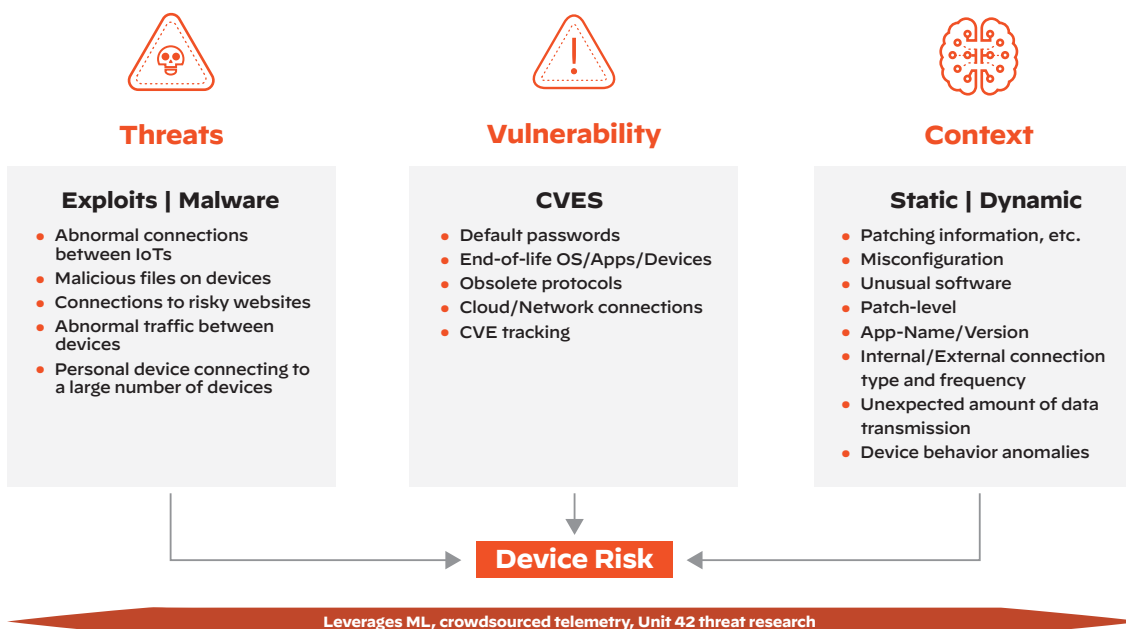 Threats
Exploits | Malware
• Abnormal connections
between IoTs
• Malicious files on devices
• Connections to risky websites
• Abnormal traffic between
devices
• Personal device connecting to
a large number of devices
Vulnerability
CVES
• Default passwords
• End-of-life OS/Apps/Devices
• Obsolete protocols
• Cloud/Network connections
• CVE tracking
Context
Static | Dynamic
• Patching information, etc.
• Misconfiguration
• Unusual software
• Patch-level
• App-Name/Version
• Internal/External connection
type and frequency
• Unexpected amount of data
transmission
• Device behavior anomalies
Device Risk
Leverages ML, crowdsourced telemetry, Unit 42 threat research